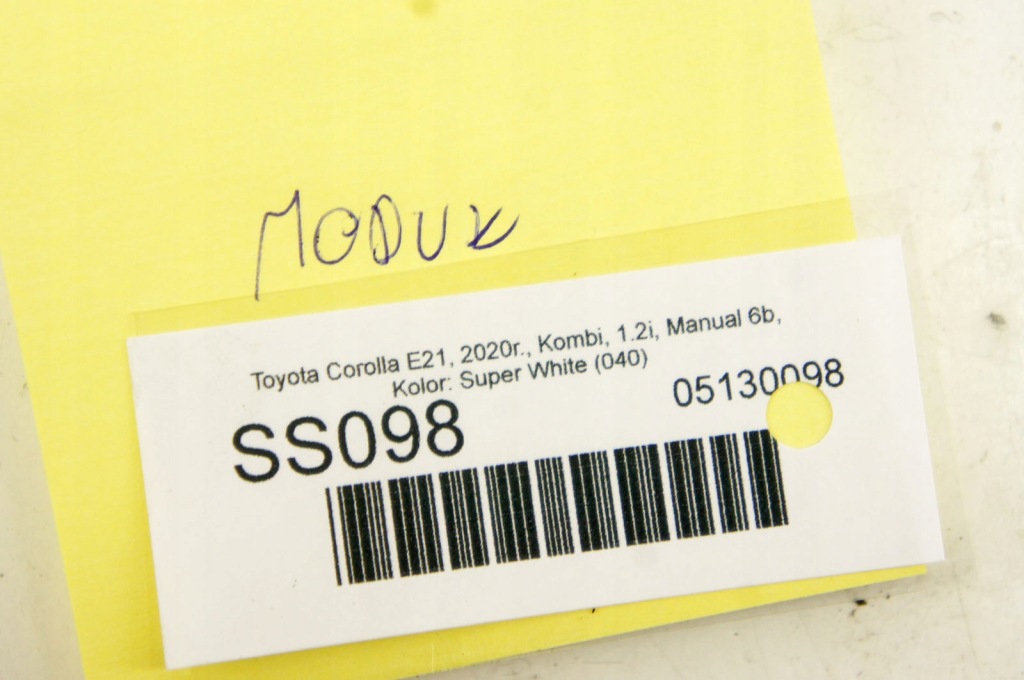 MODUŁ
Toyota Corolla E21, 2020r., Kombi, 1.2i, Manual 6b,
Kolor: Super White (040)
05130098
SS098